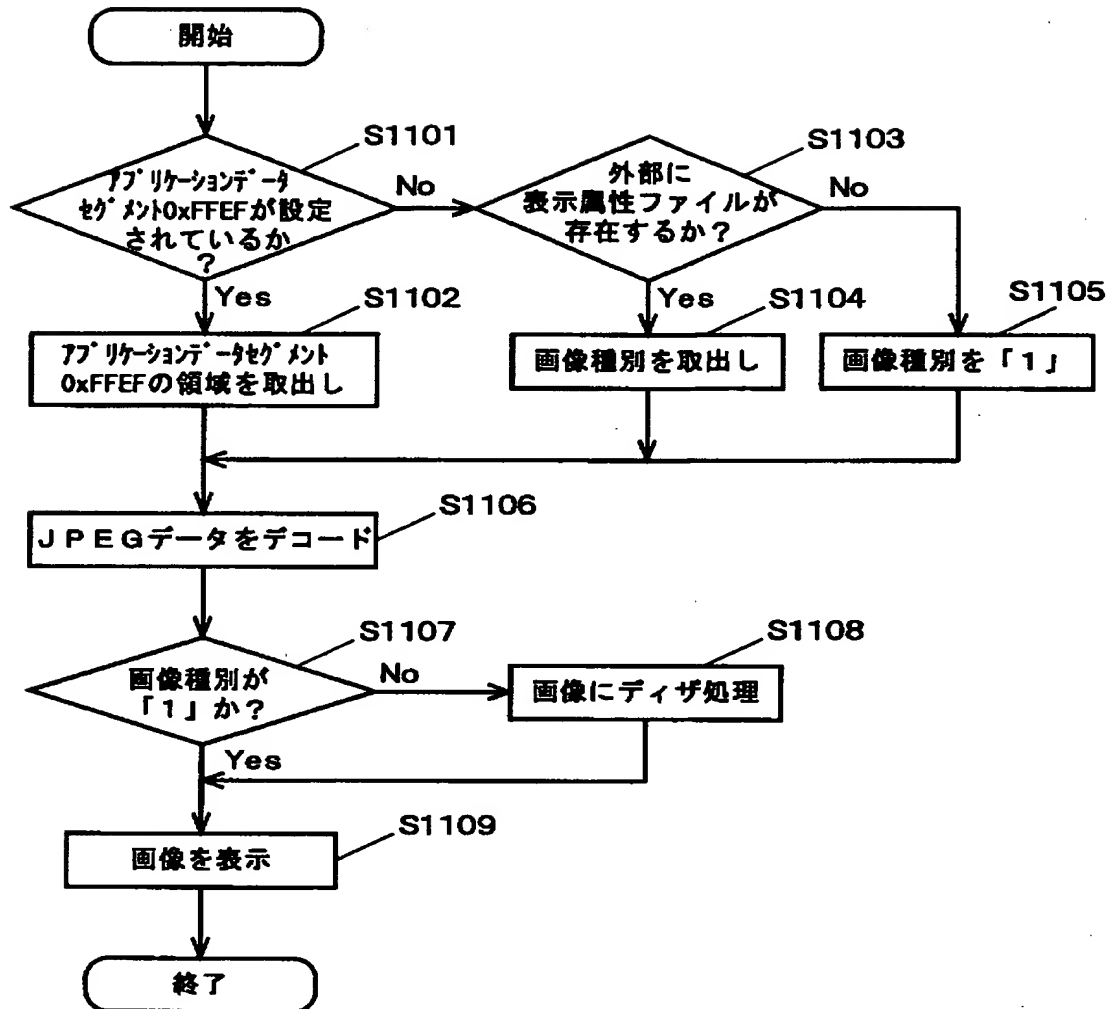 開始
S1101
アプリケーションデータ
セグメント0xFFEFが設定
されているか
?
No
Yes
S1103
外部に
表示属性ファイルが
存在するか?
No
Yes
S1102
アプリケーションデータセグメント
0xFFEFの領域を取出し
S1104
画像種別を取出し
S1105
画像種別を「1」
S1106
JPEGデータをデコード
S1107
画像種別が
「1」か?
No
Yes
S1108
画像にディザ処理
S1109
画像を表示
終了